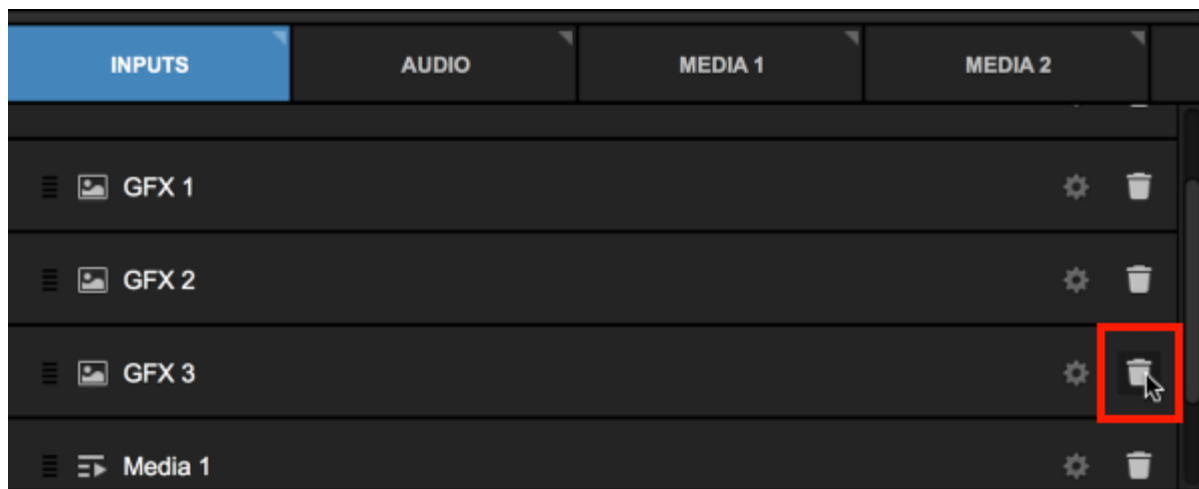 INPUTS AUDIO MEDIA 1 MEDIA 2
GFX 1
GFX 2
GFX 3
Media 1